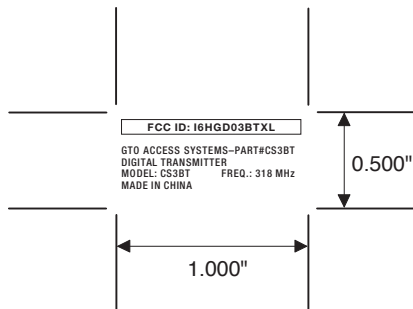 FCC ID: I6HGD03BTXL
GTO ACCESS SYSTEMS–PART#CS3BT
DIGITAL TRANSMITTER
MODEL: CS3BT FREQ.: 318 MHz
MADE IN CHINA
0.500"
1.000"